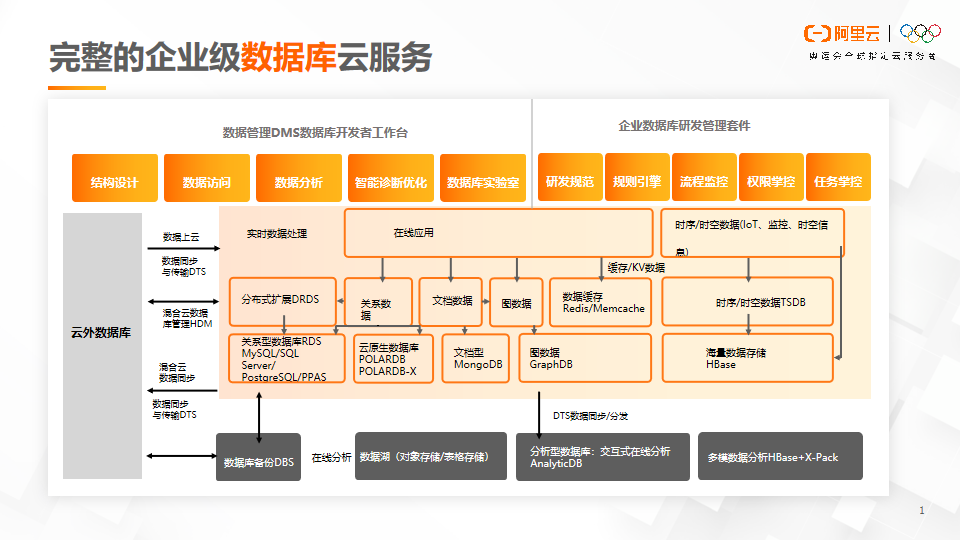 完整的企业级数据库云服务
阿里云
奥运会全球指定云服务商
数据管理DMS数据库开发者工作台
企业数据库研发管理套件
结构设计
数据访问
数据分析
智能诊断优化
数据库实验室
研发规范
规则引擎
流程监控
权限掌控
任务掌控
云外数据库
数据上云
数据同步
与传输DTS
混合云数据
库管理HDM
混合云
数据同步
数据同步
与传输DTS
实时数据处理
在线应用
时序/时空数据(IoT、监控、时空信
息)
缓存/KV数据
分布式扩展DRDS
关系数
据
文档数据
图数据
数据缓存
Redis/Memcache
时序/时空数据TSDB
关系型数据库RDS
MySQL/SQL
Server/
PostgreSQL/PPAS
云原生数据库
POLARDB
POLARDB-X
文档型
MongoDB
图数据
GraphDB
海量数据存储
HBase
DTS数据同步/分发
数据库备份DBS
在线分析
数据湖（对象存储/表格存储）
分析型数据库：交互式在线分析
AnalyticDB
多模数据分析HBase+X-Pack
1